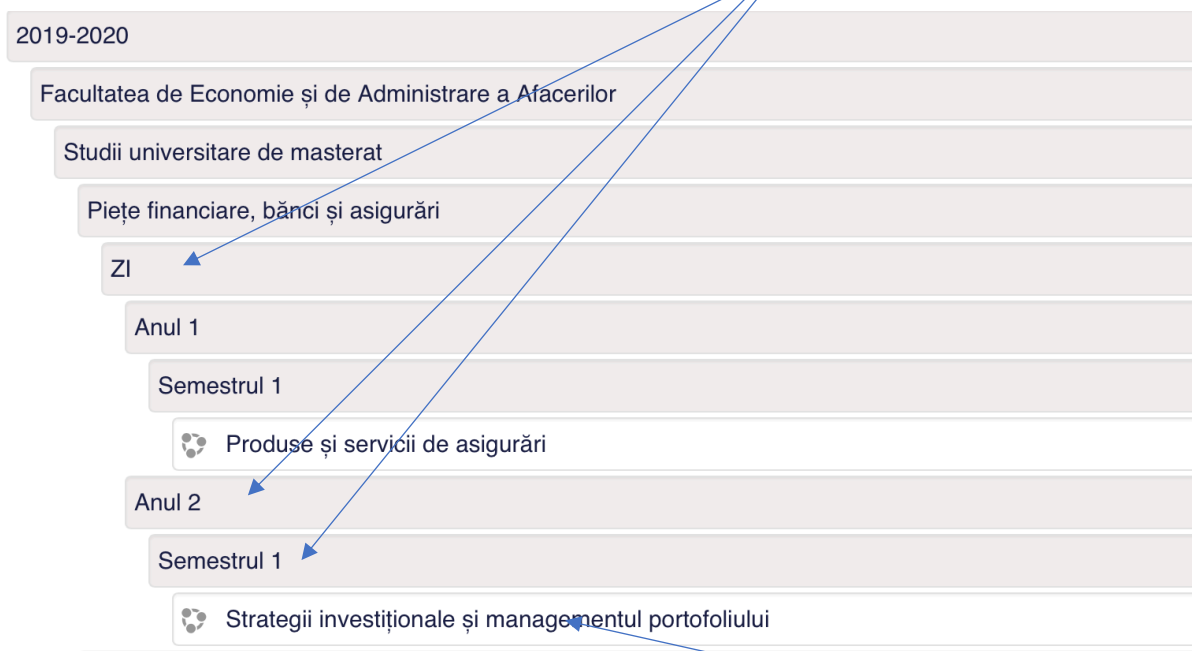 2019-2020
Facultatea de Economie și de Administrare a Afacerilor
Studii universitare de masterat
Piețe financiare, bănci și asigurări
ZI
Anul 1
Semestrul 1
Produse și servicii de asigurări
Anul 2
Semestrul 1
Strategii investiționale și managementul portofoliului